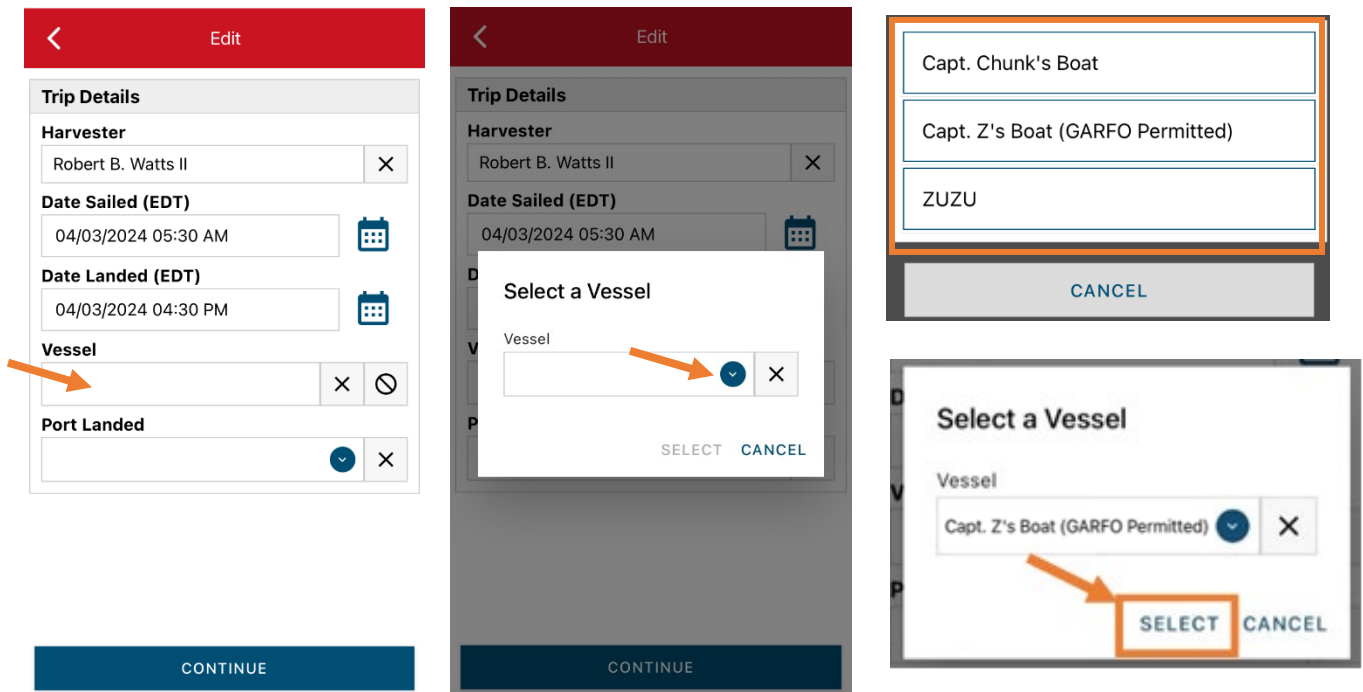 Edit
Trip Details
Harvester
Robert B. Watts II
Date Sailed (EDT)
04/03/2024 05:30 AM
Date Landed (EDT)
04/03/2024 04:30 PM
Vessel
Port Landed
CONTINUE
Edit
Trip Details
Harvester
Robert B. Watts II
Date Sailed (EDT)
04/03/2024 05:30 AM
D
Select a Vessel
Vessel
V
P
SELECT CANCEL
CONTINUE
Capt. Chunk's Boat
Capt. Z's Boat (GARFO Permitted)
ZUZU
CANCEL
D
Select a Vessel
Vessel
V
Capt. Z's Boat (GARFO Permitted)
P
SELECT CANCEL